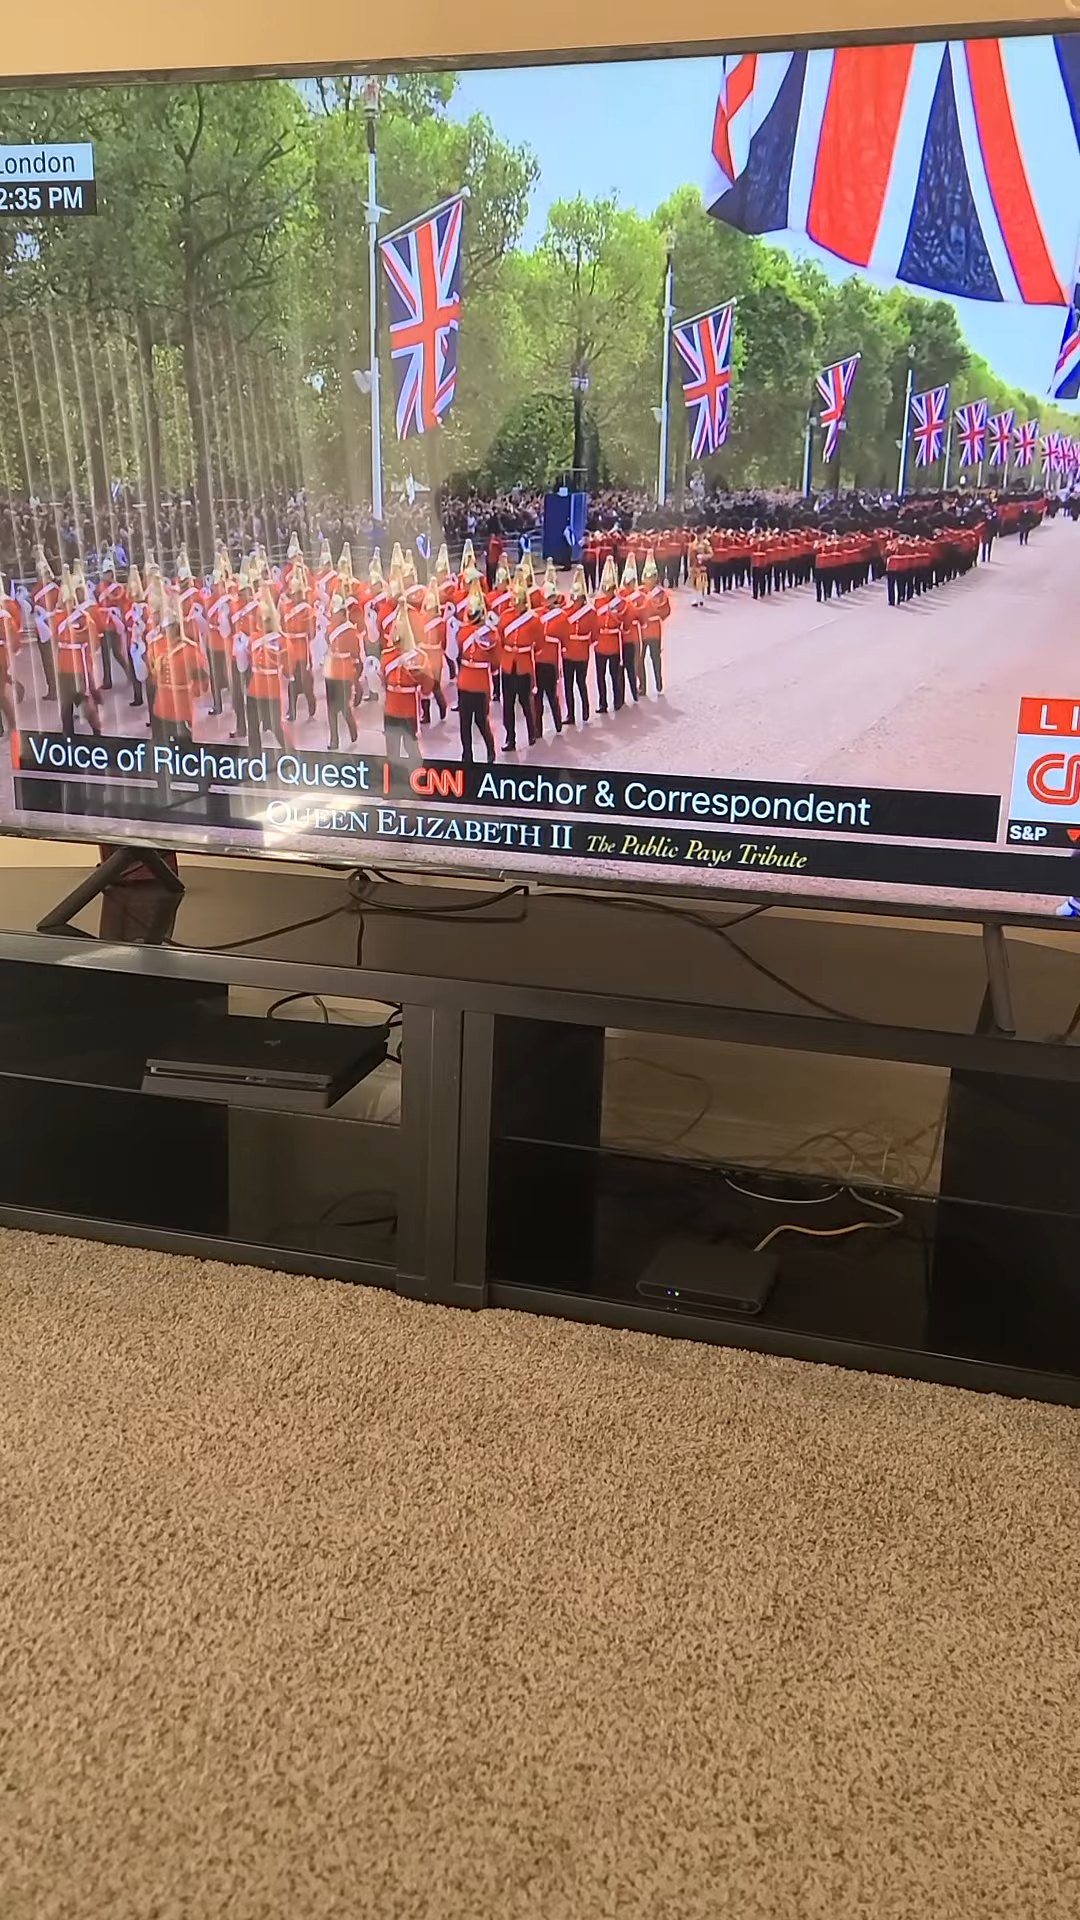 London
2:35 PM
Voice of Richard Quest | CNN Anchor & Correspondent
QUEEN ELIZABETH II The Public Pays Tribute
S&P